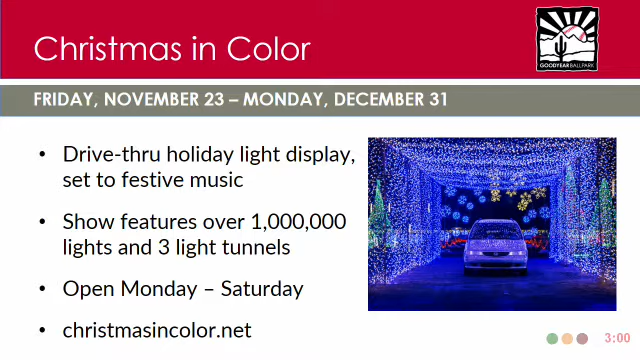 Christmas in Color
GOODYEAR BALLPARK
FRIDAY, NOVEMBER 23 – MONDAY, DECEMBER 31
• Drive-thru holiday light display,
set to festive music
• Show features over 1,000,000
lights and 3 light tunnels
• Open Monday – Saturday
• christmasincolor.net
3:00